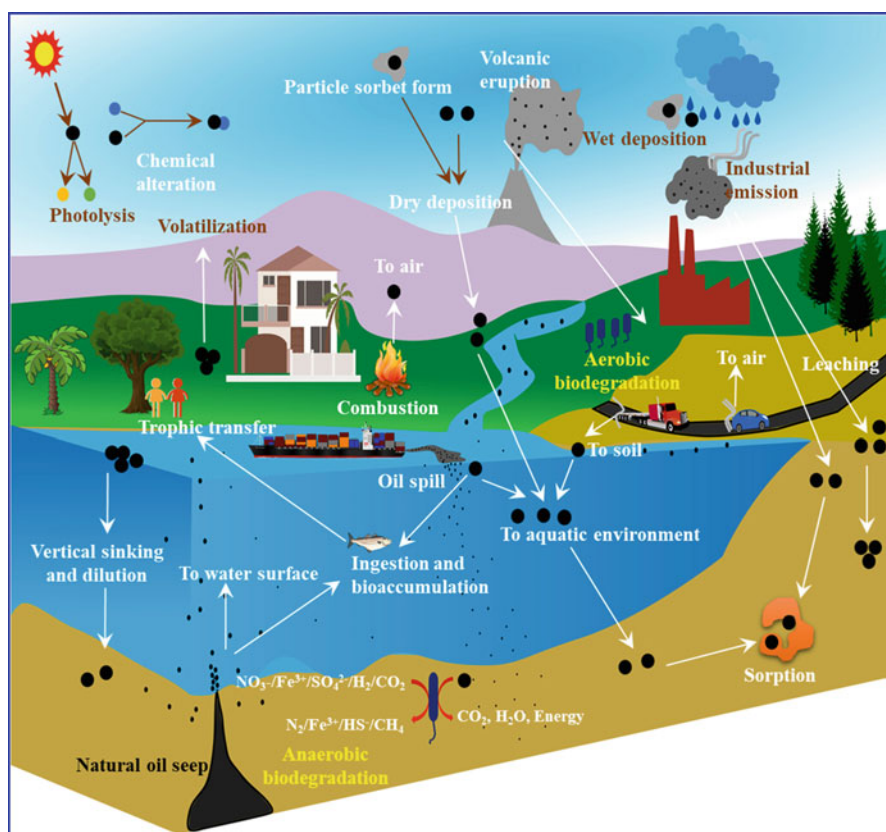 Volcanic
eruption
Particle sorbet form
Wet deposition
Chemical
alteration
Industrial
emission
Photolysis
Dry deposition
Volatilization
To air
Aerobic
biodegradation
To air
Leaching
Combustion
Trophic transfer
To soil
Oil spill
To aquatic environment
Vertical sinking
and dilution
To water surface
Ingestion and
bioaccumulation
Sorption
NO₃-/Fe³⁺/SO₄²⁻/H₂/CO₂
N₂/Fe³⁺/HS⁻/CH₄
CO₂, H₂O, Energy
Natural oil seep
Anaerobic
biodegradation